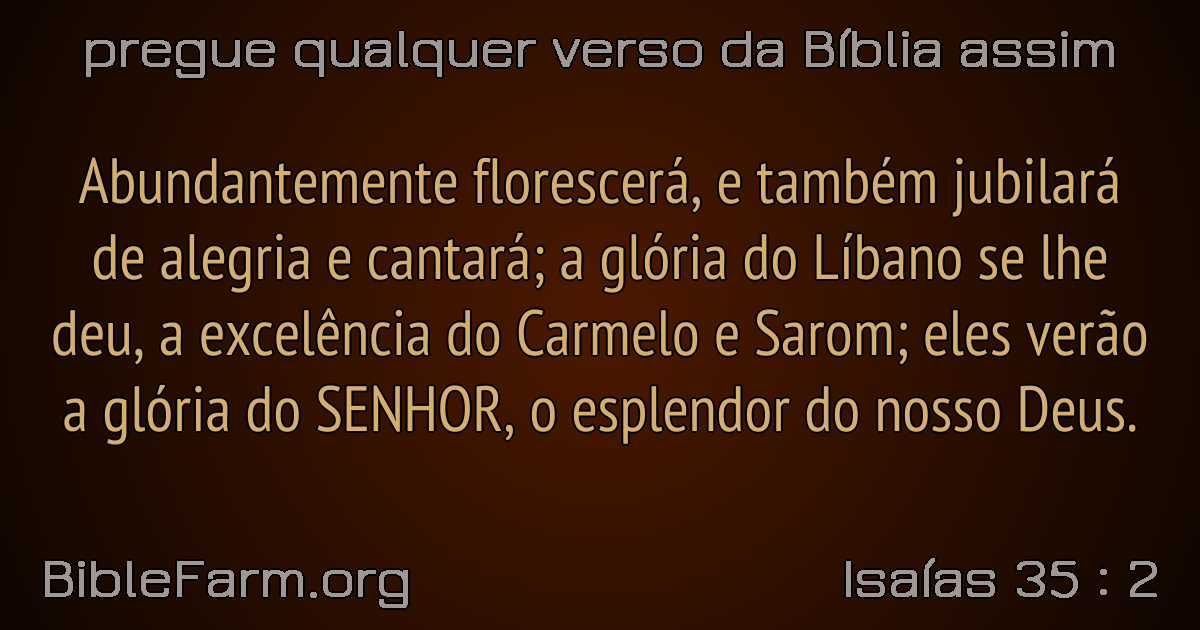 pregue qualquer verso da Bíblia assim
Abundantemente florescerá, e também jubilará
de alegria e cantará; a glória do Líbano se lhe
deu, a excelência do Carmelo e Sarom; eles verão
a glória do SENHOR, o esplendor do nosso Deus.
BibleFarm.org
Isaías 35 : 2